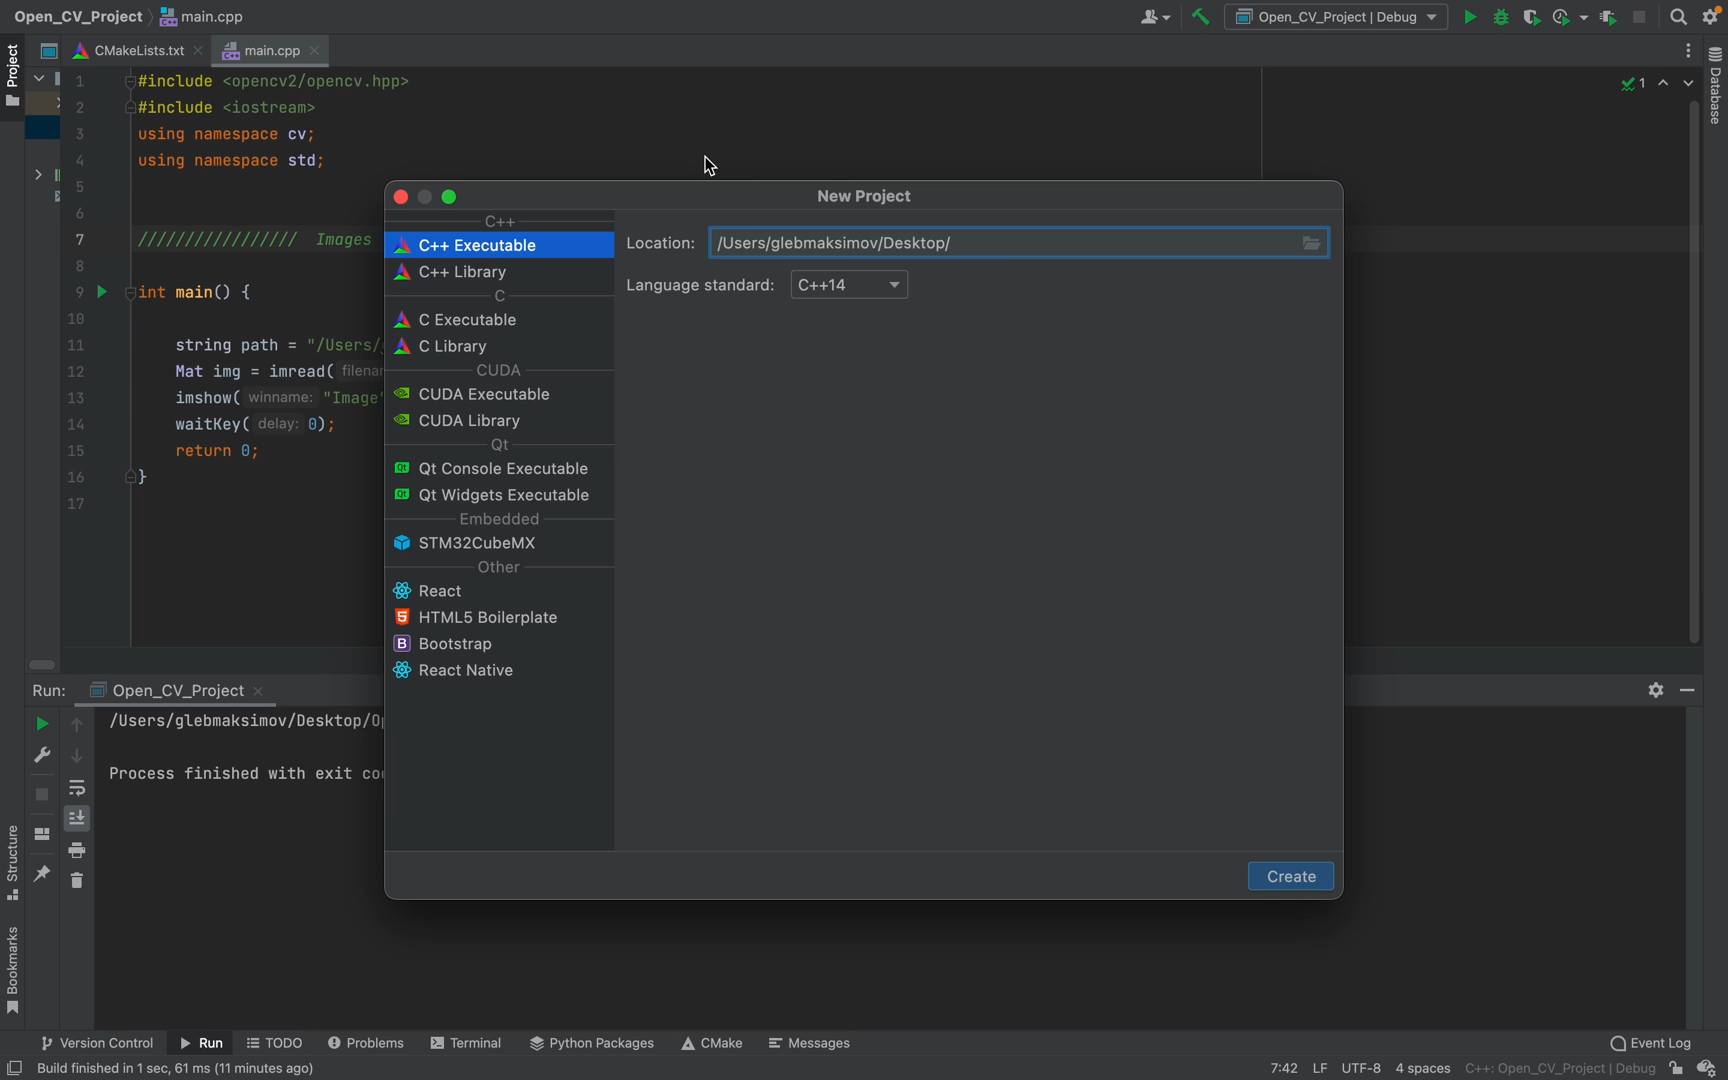 Open_CV_Project
main.cpp
Open_CV_Project | Debug
Project
CMakeLists.txt
main.cpp
Database
1
1 #include <opencv2/opencv.hpp>
2 #include <iostream>
3 using namespace cv;
4 using namespace std;
5
6
7 ///////////////// Images
8
9 int main() {
10
11 string path = "/Users/
12 Mat img = imread(
13 imshow( winname: "Image"
14 waitKey( delay: 0);
15 return 0;
16 }
17
New Project
C++
C++ Executable
C++ Library
C
C Executable
C Library
CUDA
CUDA Executable
CUDA Library
Qt
Qt Console Executable
Qt Widgets Executable
Embedded
STM32CubeMX
Other
React
HTML5 Boilerplate
Bootstrap
React Native
Location: /Users/glebmaksimov/Desktop/
Language standard: C++14
Create
Run: Open_CV_Project
/Users/glebmaksimov/Desktop/
Process finished with exit
Structure
Bookmarks
Version Control
Run
TODO
Problems
Terminal
Python Packages
CMake
Messages
Event Log
Build finished in 1 sec, 61 ms (11 minutes ago)
7:42 LF UTF-8 4 spaces C++: Open_CV_Project | Debug